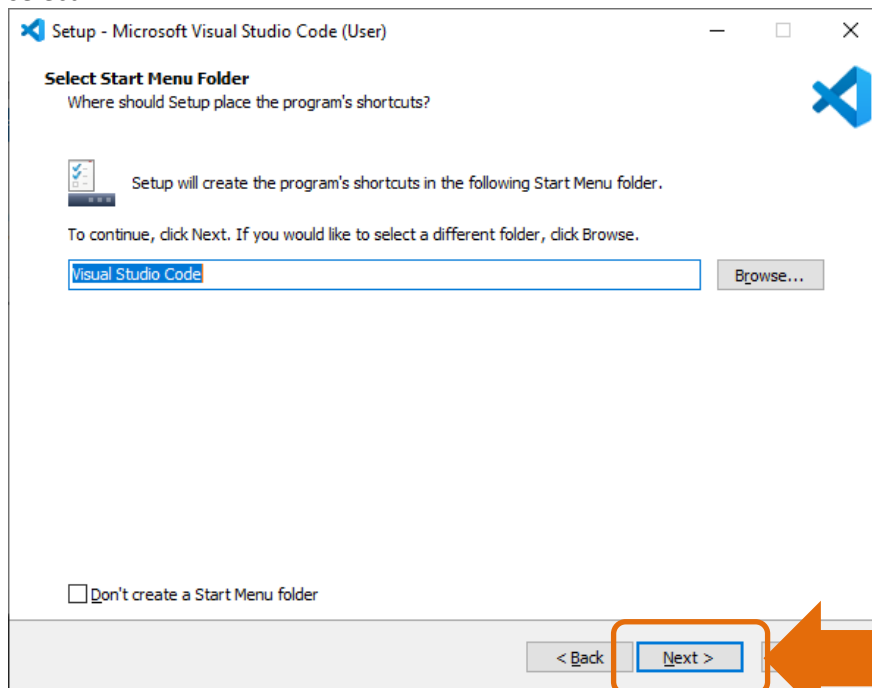 Setup - Microsoft Visual Studio Code (User)
Select Start Menu Folder
Where should Setup place the program's shortcuts?
Setup will create the program's shortcuts in the following Start Menu folder.
To continue, click Next. If you would like to select a different folder, click Browse.
Visual Studio Code
Browse...
Don't create a Start Menu folder
< Back
Next >